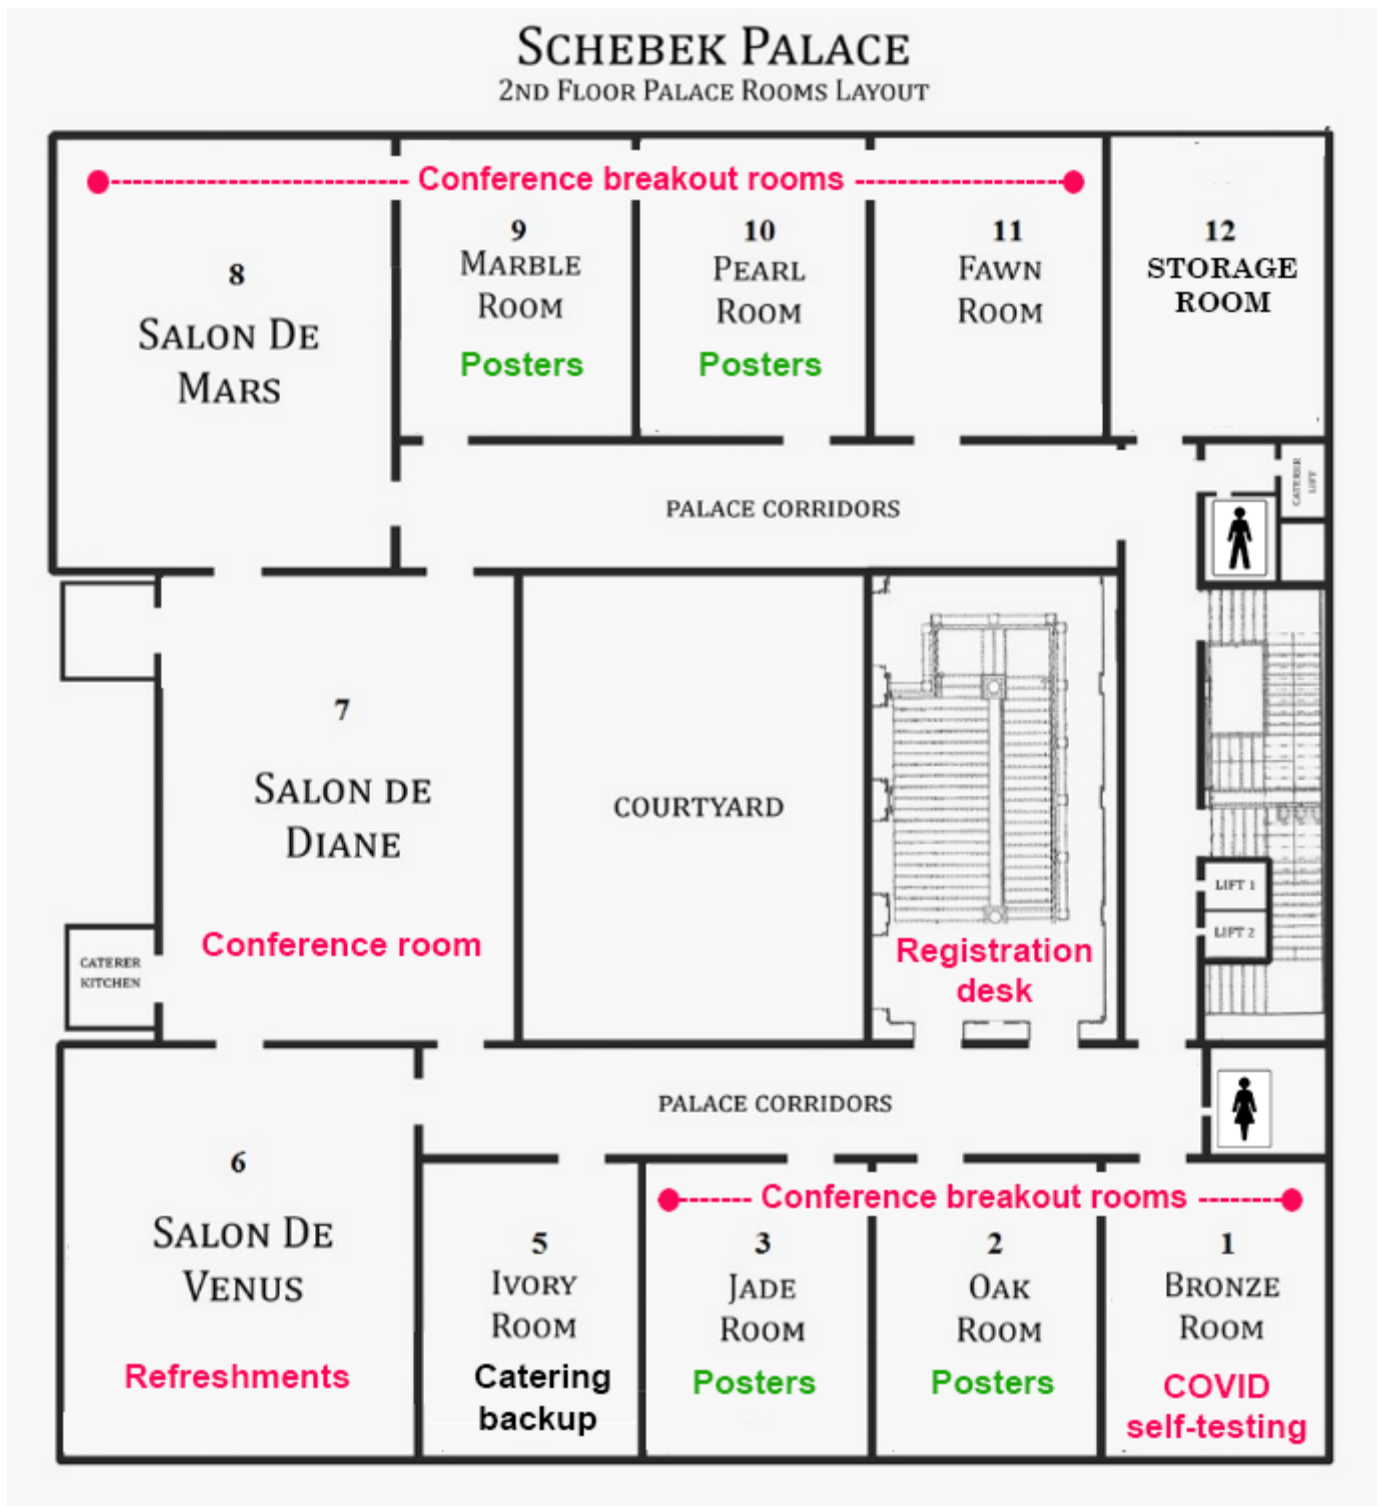 SCHEBEK PALACE
2ND FLOOR PALACE ROOMS LAYOUT
Conference breakout rooms
8
SALON DE
MARS
9
MARBLE
ROOM
Posters
10
PEARL
ROOM
Posters
11
FAWN
ROOM
12
STORAGE
ROOM
PALACE CORRIDORS
CATERER
LIFT
7
SALON DE
DIANE
Conference room
COURTYARD
Registration
desk
LIFT 1
LIFT 2
CATERER
KITCHEN
PALACE CORRIDORS
Conference breakout rooms
6
SALON DE
VENUS
Refreshments
5
IVORY
ROOM
Catering
backup
3
JADE
ROOM
Posters
2
OAK
ROOM
Posters
1
BRONZE
ROOM
COVID
self-testing